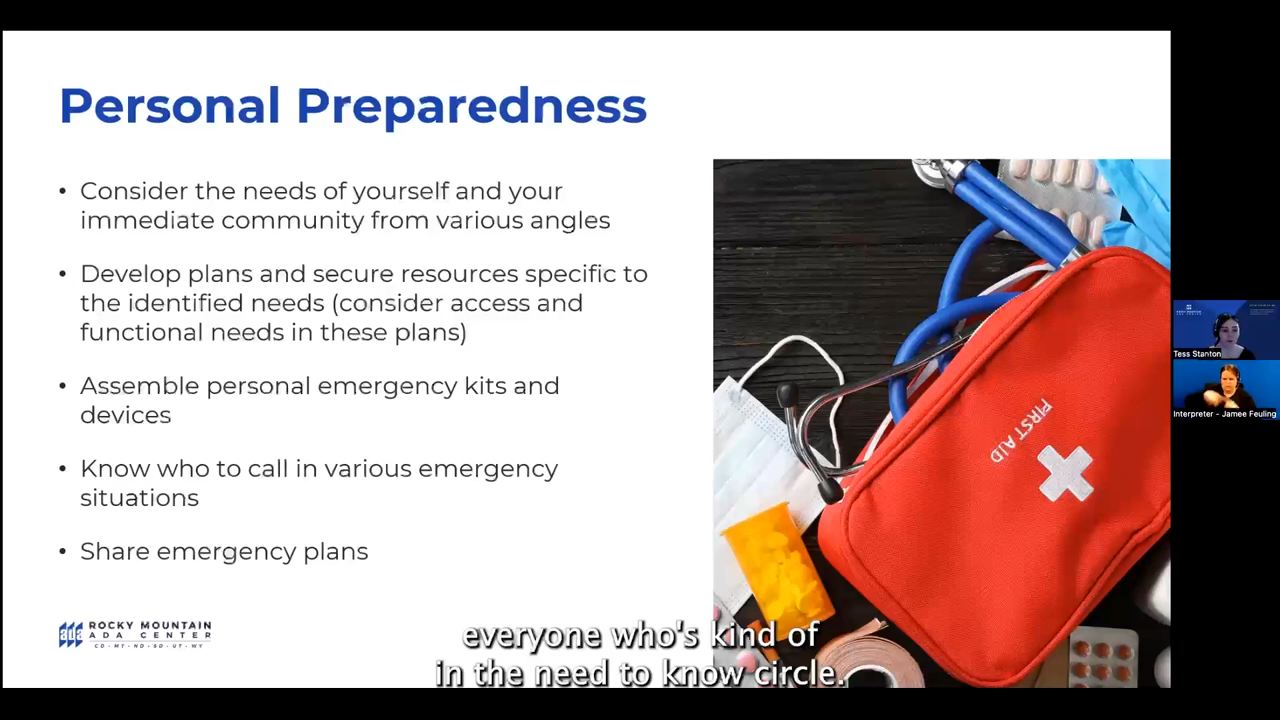 Personal Preparedness
• Consider the needs of yourself and your
immediate community from various angles
• Develop plans and secure resources specific to
the identified needs (consider access and
functional needs in these plans)
• Assemble personal emergency kits and
devices
• Know who to call in various emergency
situations
• Share emergency plans
FIRST AID
Tess Stanton
Interpreter - Jamee Feuling
ada
ROCKY MOUNTAIN
ADA CENTER
CO · MT · ND · SD · UT · WY
everyone who's kind of
in the need to know circle.